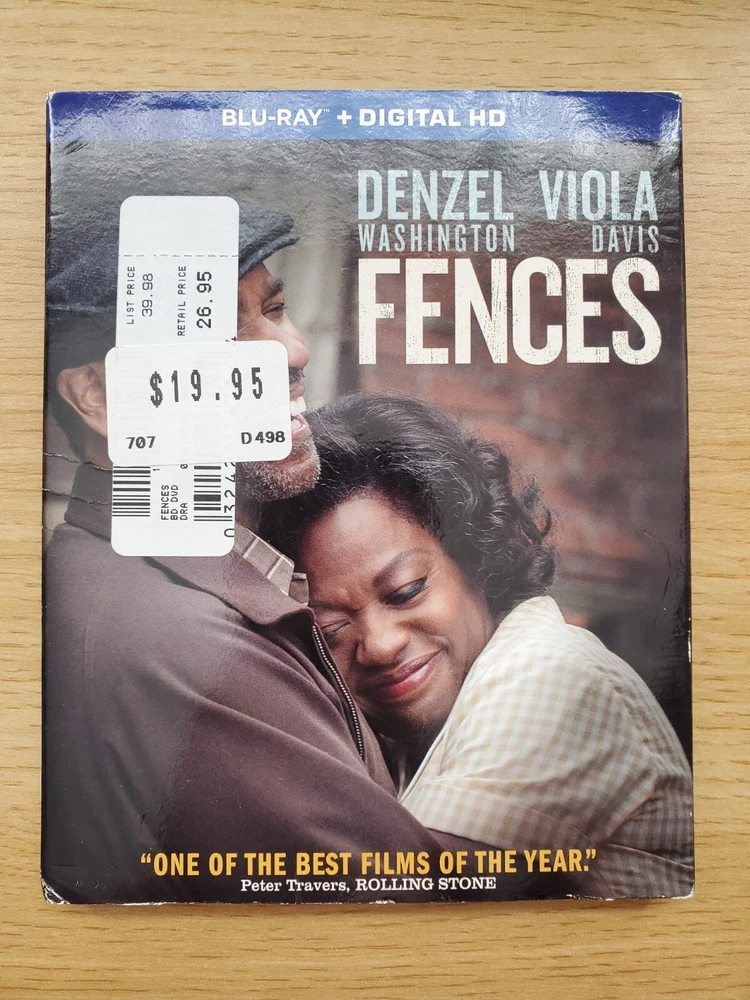 BLU-RAY™ + DIGITAL HD
DENZEL VIOLA
WASHINGTON DAVIS
FENCES
LIST PRICE
39.98
RETAIL PRICE
26.95
$19.95
707 D498
FENCES
BD DVD
DRA
“ONE OF THE BEST FILMS OF THE YEAR.”
Peter Travers, ROLLING STONE